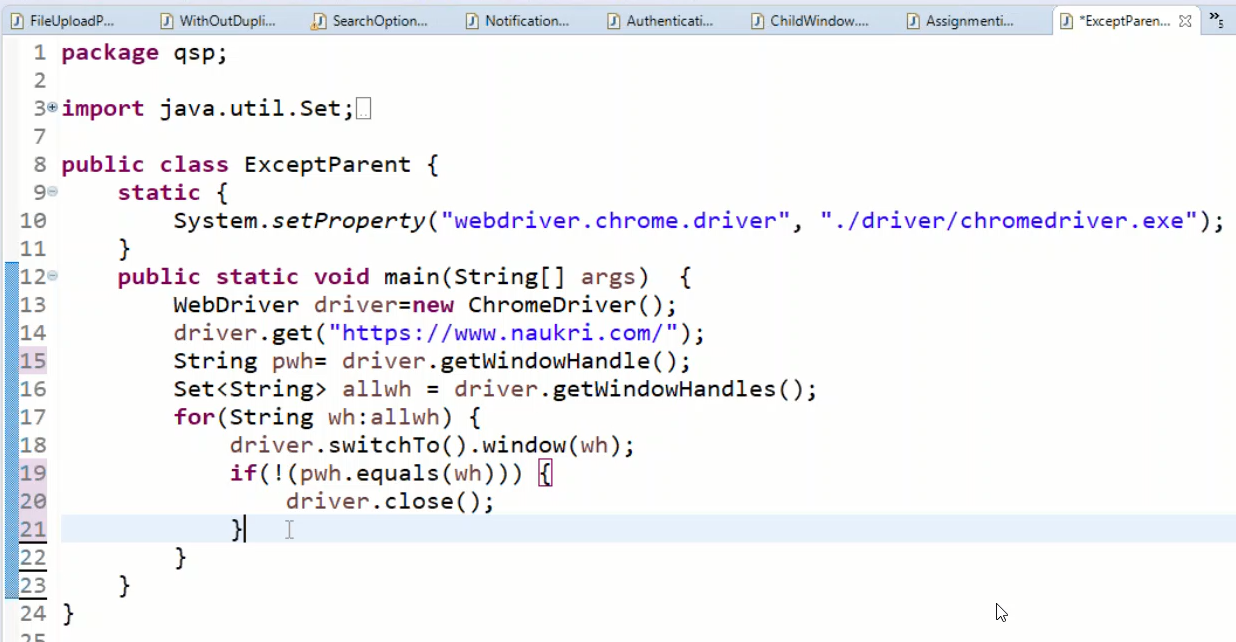 FileUploadP... WithOutDupli... SearchOption... Notification... Authenticati... ChildWindow.... Assignmenti... *ExceptParen... »5
1 package qsp;
2
3 import java.util.Set;
7
8 public class ExceptParent {
9 static {
10 System.setProperty("webdriver.chrome.driver", "./driver/chromedriver.exe");
11 }
12 public static void main(String[] args) {
13 WebDriver driver=new ChromeDriver();
14 driver.get("https://www.naukri.com/");
15 String pwh= driver.getWindowHandle();
16 Set<String> allwh = driver.getWindowHandles();
17 for(String wh:allwh) {
18 driver.switchTo().window(wh);
19 if(!(pwh.equals(wh))) {
20 driver.close();
21 }
22 }
23 }
24 }
25